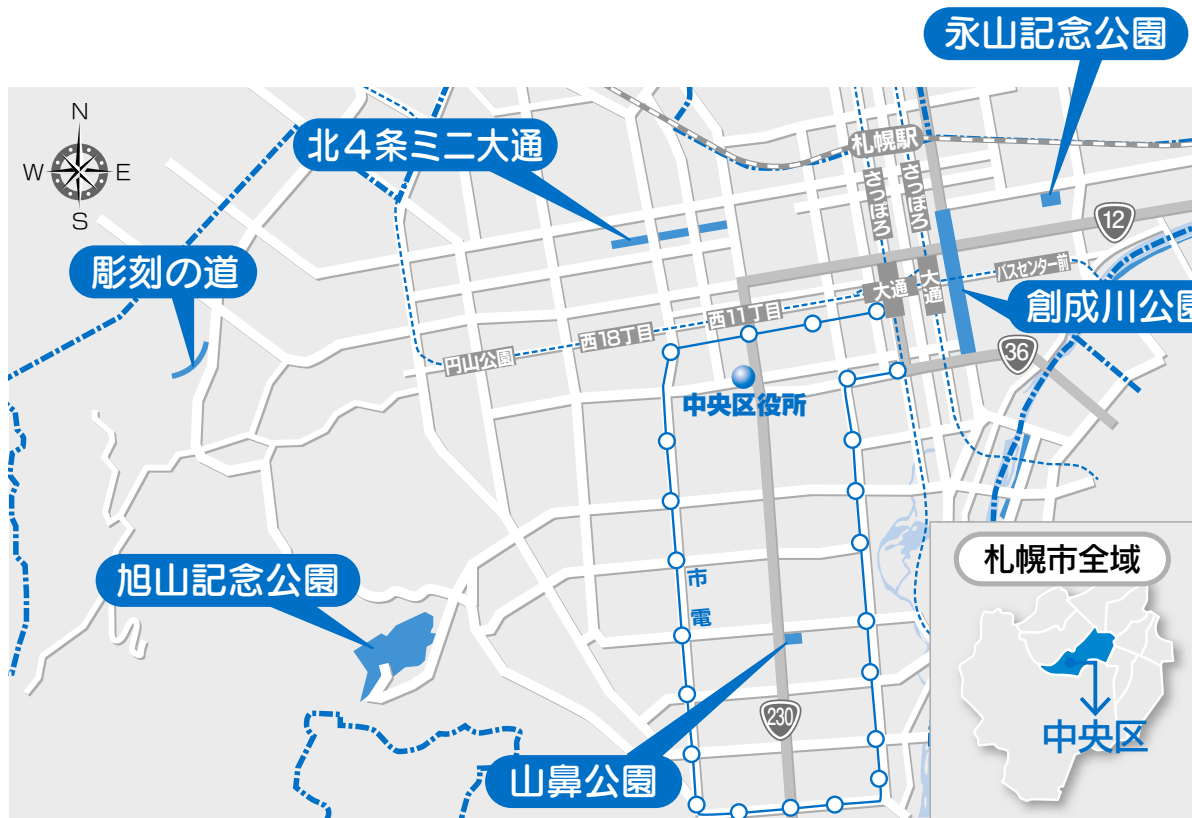 永山記念公園
N
W
E
S
北4条ミニ大通
札幌駅
さっぽろ
さっぽろ
12
彫刻の道
バスセンター前
大通
大通
創成川公園
西11丁目
西18丁目
円山公園
36
中央区役所
札幌市全域
旭山記念公園
市電
230
中央区
山鼻公園